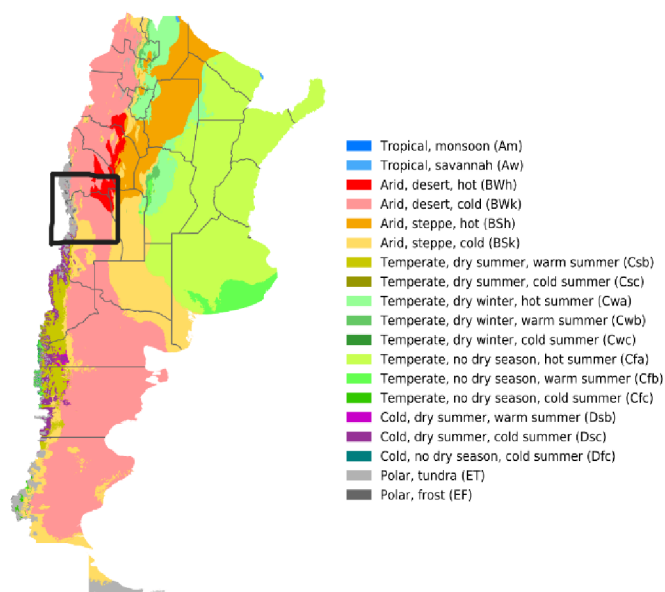 Tropical, monsoon (Am)
Tropical, savannah (Aw)
Arid, desert, hot (BWh)
Arid, desert, cold (BWk)
Arid, steppe, hot (BSh)
Arid, steppe, cold (BSk)
Temperate, dry summer, warm summer (Csb)
Temperate, dry summer, cold summer (Csc)
Temperate, dry winter, hot summer (Cwa)
Temperate, dry winter, warm summer (Cwb)
Temperate, dry winter, cold summer (Cwc)
Temperate, no dry season, hot summer (Cfa)
Temperate, no dry season, warm summer (Cfb)
Temperate, no dry season, cold summer (Cfc)
Cold, dry summer, warm summer (Dsb)
Cold, dry summer, cold summer (Dsc)
Cold, no dry season, cold summer (Dfc)
Polar, tundra (ET)
Polar, frost (EF)